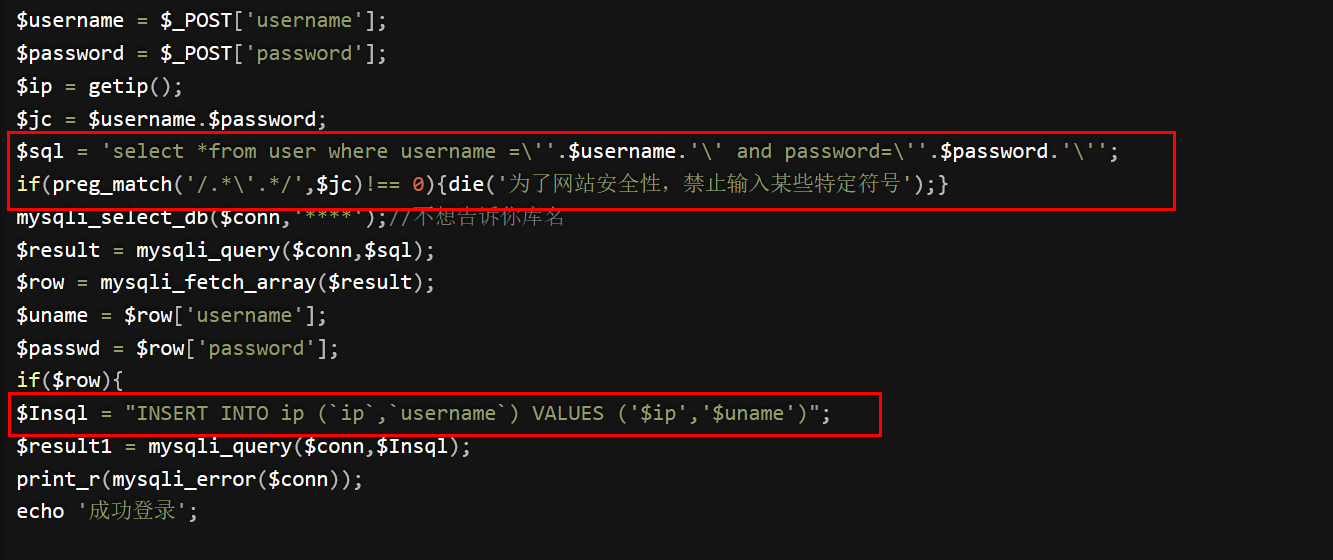 $username = $_POST['username'];
$password = $_POST['password'];
$ip = getip();
$jc = $username.$password;
$sql = 'select *from user where username =\''.$username.'\' and password=\''.$password.'\'';
if(preg_match('/.*\'.*/',$jc)!== 0){die('为了网站安全性，禁止输入某些特定符号');}
mysqli_select_db($conn,'****');//不想告诉你库名
$result = mysqli_query($conn,$sql);
$row = mysqli_fetch_array($result);
$uname = $row['username'];
$passwd = $row['password'];
if($row){
$Insql = "INSERT INTO ip (`ip`,`username`) VALUES ('$ip','$uname')";
$result1 = mysqli_query($conn,$Insql);
print_r(mysqli_error($conn));
echo '成功登录';